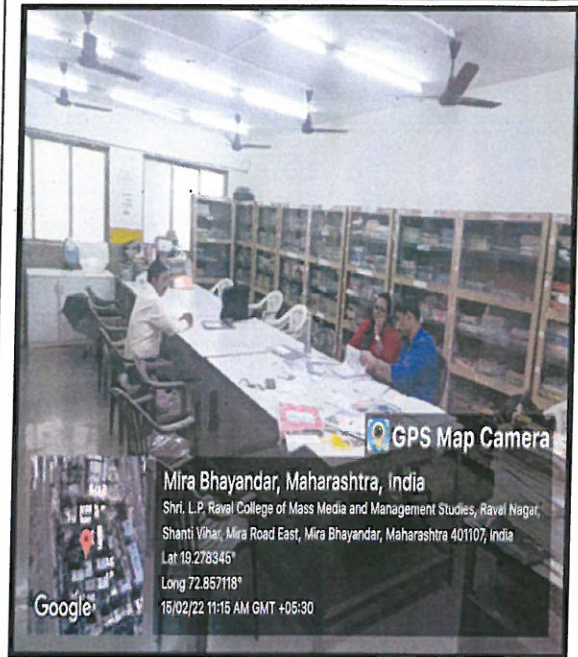 GPS Map Camera
Mira Bhayandar, Maharashtra, India
Shri. L.P. Raval College of Mass Media and Management Studies, Raval Nagar,
Shanti Vihar, Mira Road East, Mira Bhayandar, Maharashtra 401107, India
Lat 19.278345°
Long 72.857118°
15/02/22 11:15 AM GMT +05:30
Google